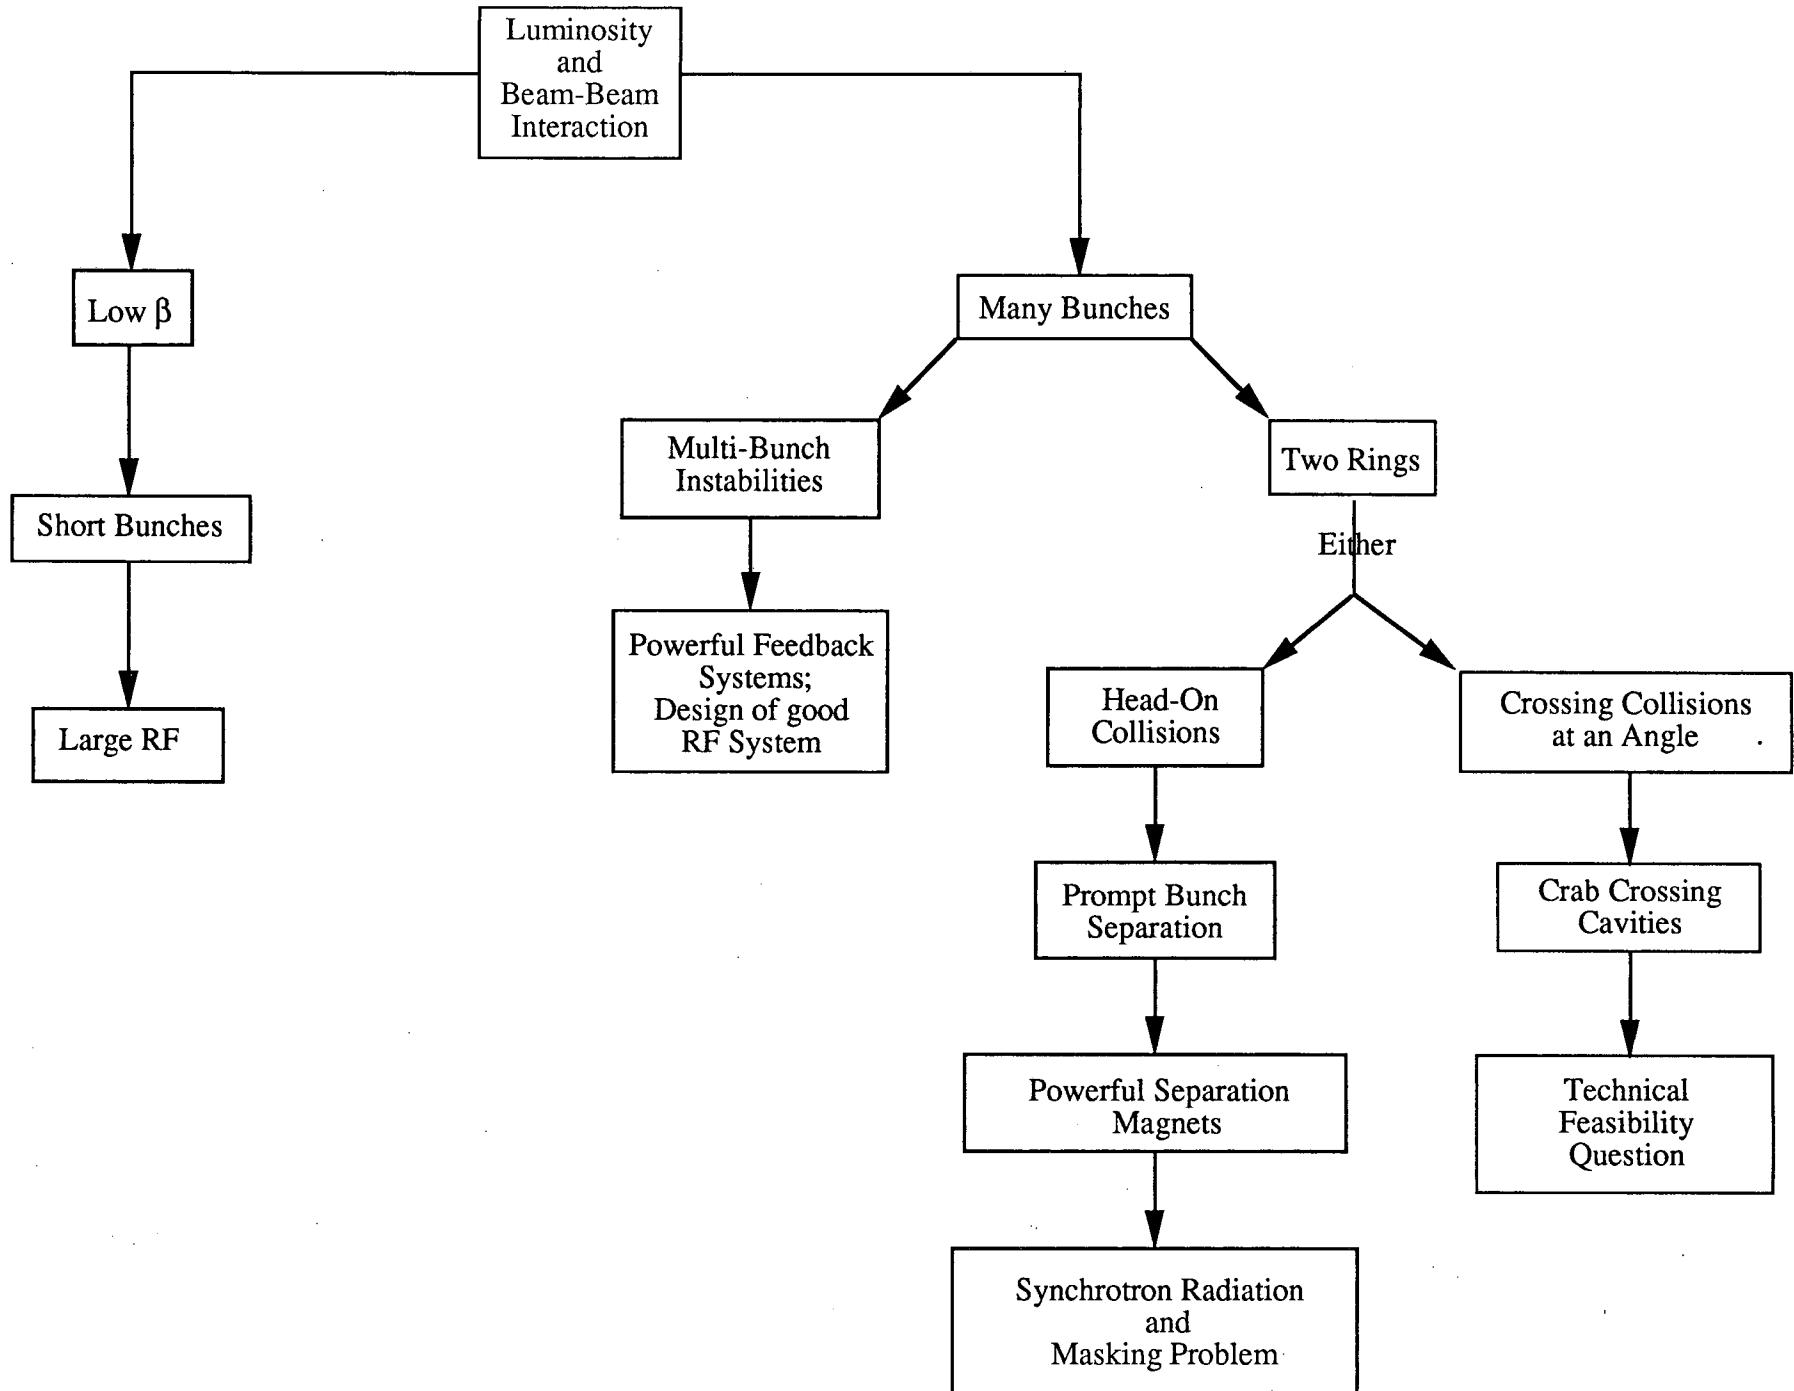 Luminosity
and
Beam-Beam
Interaction
Low β
Many Bunches
Multi-Bunch
Instabilities
Two Rings
Short Bunches
Either
Powerful Feedback
Systems;
Design of good
RF System
Head-On
Collisions
Crossing Collisions
at an Angle
Large RF
Prompt Bunch
Separation
Crab Crossing
Cavities
Powerful Separation
Magnets
Technical
Feasibility
Question
Synchrotron Radiation
and
Masking Problem